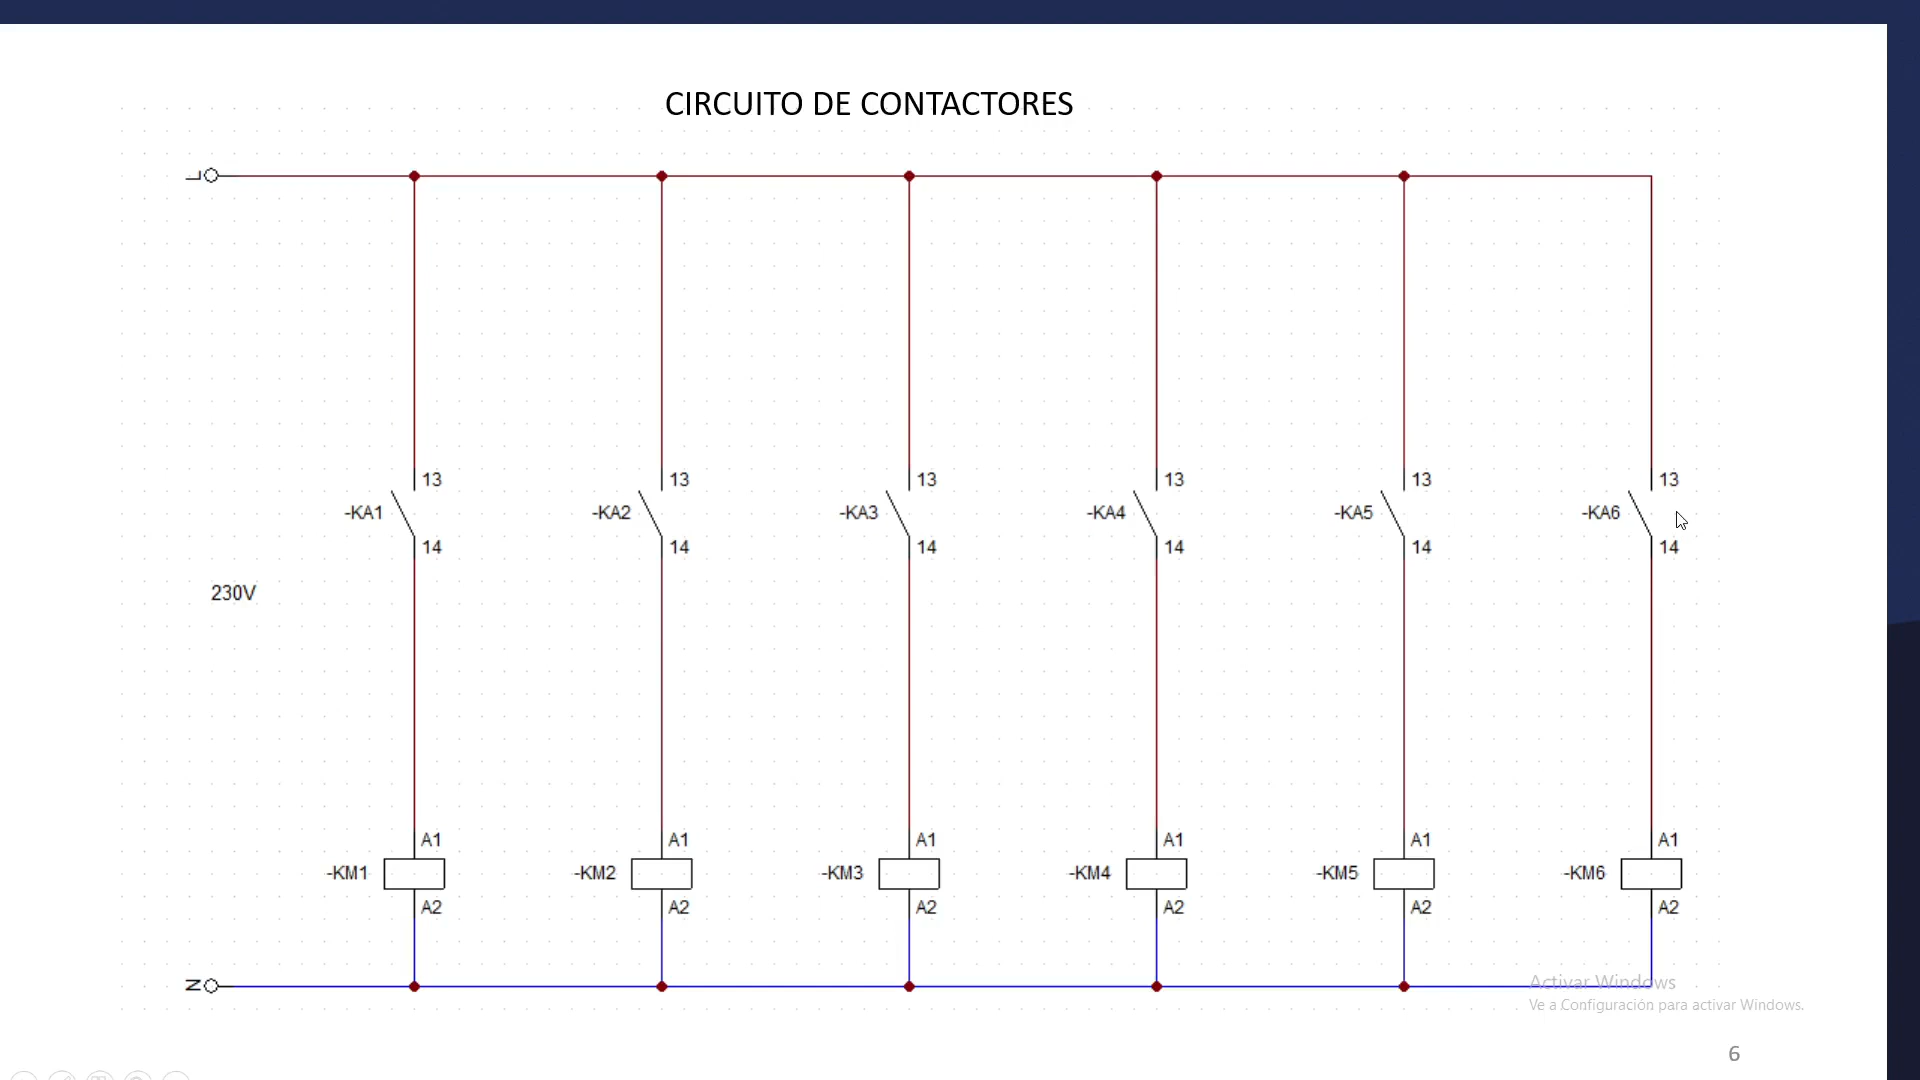 CIRCUITO DE CONTACTORES
L
13 13 13 13 13 13
-KA1 -KA2 -KA3 -KA4 -KA5 -KA6
14 14 14 14 14 14
230V
A1 A1 A1 A1 A1 A1
-KM1 -KM2 -KM3 -KM4 -KM5 -KM6
A2 A2 A2 A2 A2 A2
N
Activar Windows
Ve a Configuración para activar Windows.
6